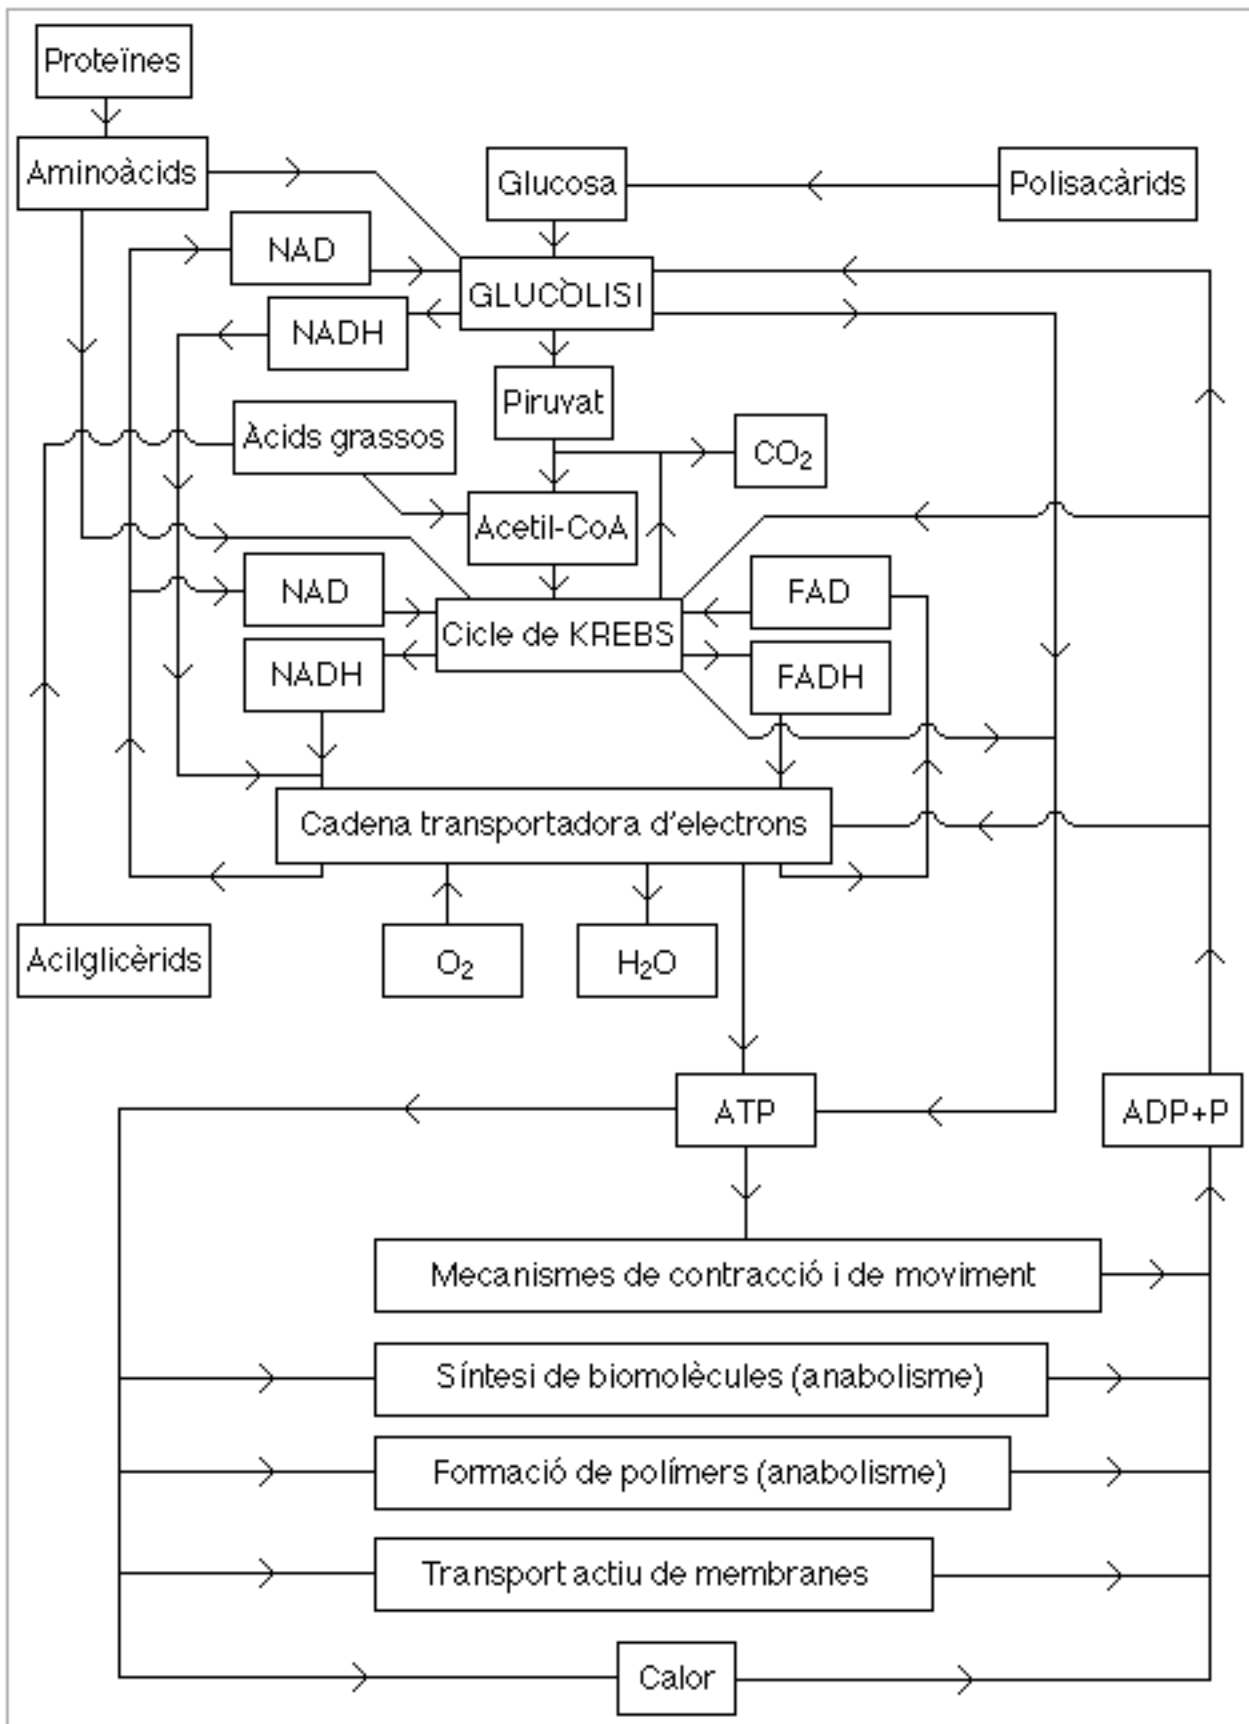 Proteïnes
Aminoàcids
Glucosa
Polisacàrids
NAD
GLUCÒLISI
NADH
Piruvat
Àcids grassos
CO₂
Acetil-CoA
NAD
FAD
Cicle de KREBS
NADH
FADH
Cadena transportadora d'electrons
Acilglicèrids
O₂
H₂O
ATP
ADP+P
Mecanismes de contracció i de moviment
Síntesi de biomolècules (anabolisme)
Formació de polímers (anabolisme)
Transport actiu de membranes
Calor